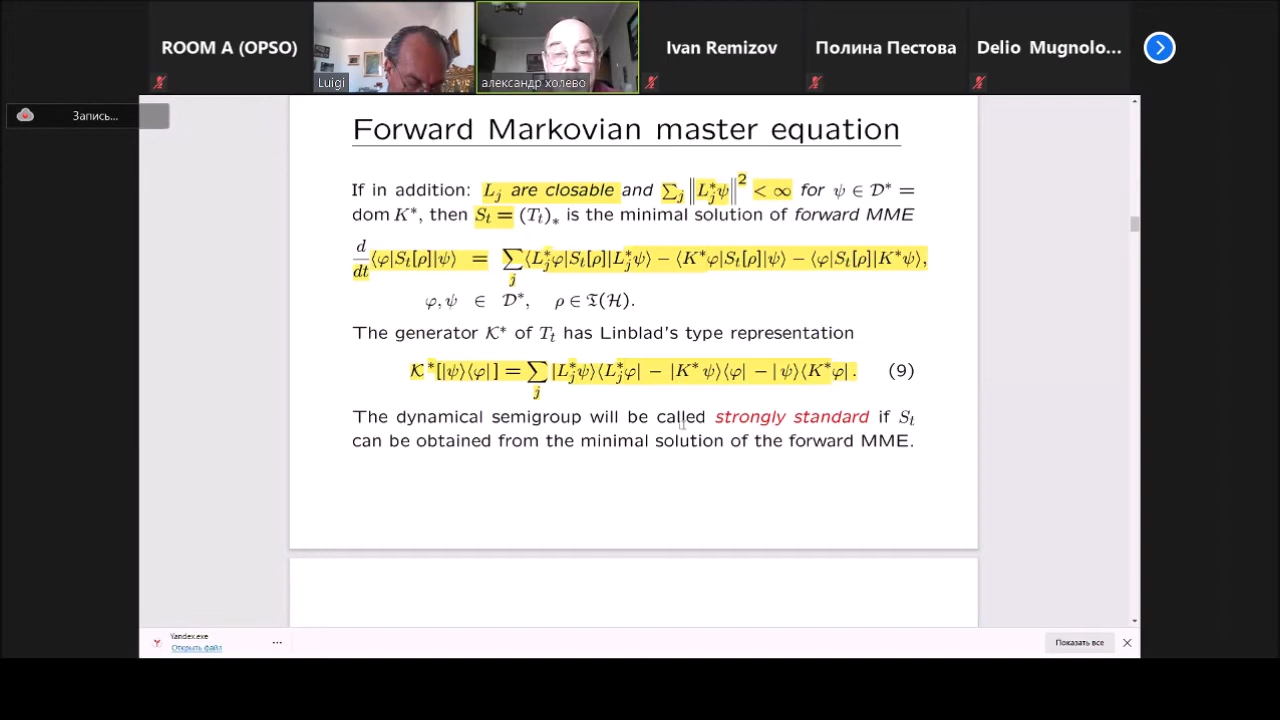 ROOM A (OPSO)
Luigi
александр холево
Ivan Remizov
Полина Пестова
Delio Mugnolo...
Запись...
Forward Markovian master equation
If in addition: L_j are closable and ∑_j ‖L_j^*ψ‖^2 < ∞ for ψ ∈ 𝒟^* =
dom K^*, then S_t = (T_t)_* is the minimal solution of forward MME
d/dt ⟨φ|S_t[ρ]|ψ⟩ = ∑_j ⟨L_j^*φ|S_t[ρ]|L_j^*ψ⟩ − ⟨K^*φ|S_t[ρ]|ψ⟩ − ⟨φ|S_t[ρ]|K^*ψ⟩,
φ, ψ ∈ 𝒟^*, ρ ∈ 𝔗(ℋ).
The generator 𝒦^* of T_t has Linblad's type representation
𝒦^*[|ψ⟩⟨φ|] = ∑_j |L_j^*ψ⟩⟨L_j^*φ| − |K^*ψ⟩⟨φ| − |ψ⟩⟨K^*φ|. (9)
The dynamical semigroup will be called strongly standard if S_t
can be obtained from the minimal solution of the forward MME.
Yandex.exe
Открыть файл
...
Показать все